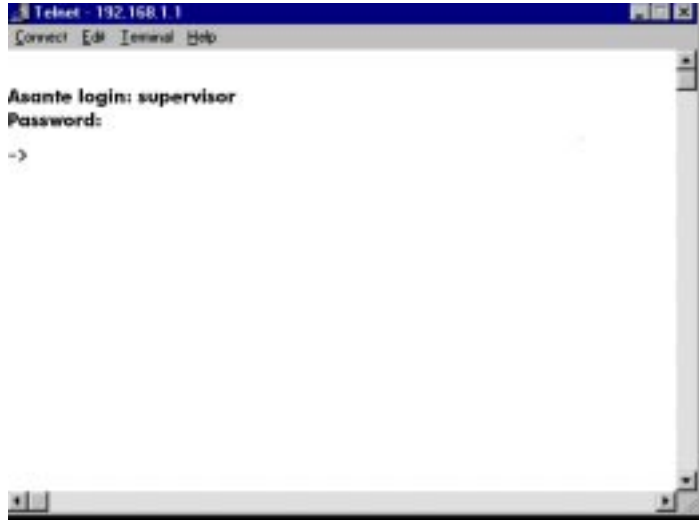 Telnet - 192.168.1.1
Connect Edit Terminal Help
Asante login: supervisor
Password:
->